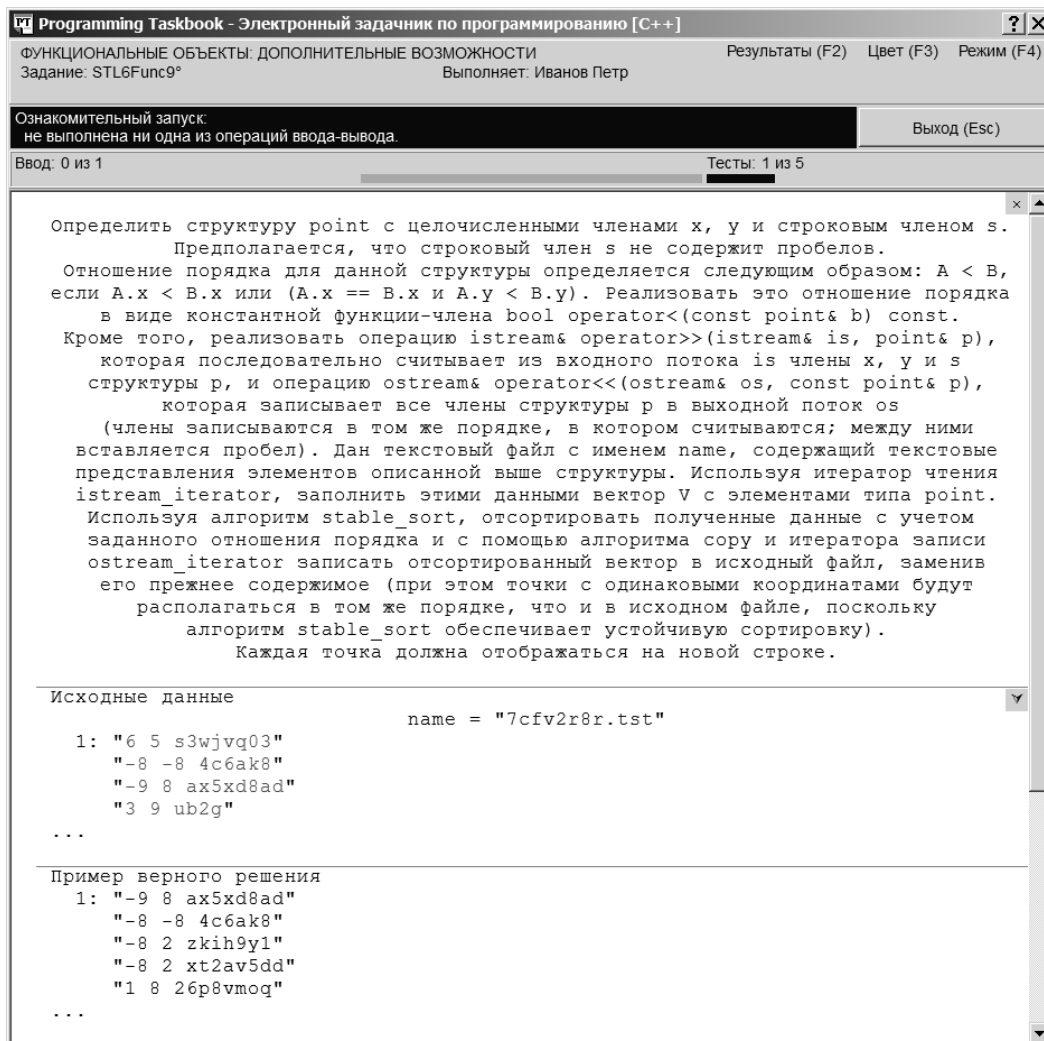 Programming Taskbook - Электронный задачник по программированию [C++]
? ×
ФУНКЦИОНАЛЬНЫЕ ОБЪЕКТЫ: ДОПОЛНИТЕЛЬНЫЕ ВОЗМОЖНОСТИ Результаты (F2) Цвет (F3) Режим (F4)
Задание: STL6Func9° Выполняет: Иванов Петр
Ознакомительный запуск:
не выполнена ни одна из операций ввода-вывода.
Выход (Esc)
Ввод: 0 из 1 Тесты: 1 из 5
×
Определить структуру point с целочисленными членами x, y и строковым членом s.
Предполагается, что строковый член s не содержит пробелов.
Отношение порядка для данной структуры определяется следующим образом: A < B,
если A.x < B.x или (A.x == B.x и A.y < B.y). Реализовать это отношение порядка
в виде константной функции-члена bool operator<(const point& b) const.
Кроме того, реализовать операцию istream& operator>>(istream& is, point& p),
которая последовательно считывает из входного потока is члены x, y и s
структуры p, и операцию ostream& operator<<(ostream& os, const point& p),
которая записывает все члены структуры p в выходной поток os
(члены записываются в том же порядке, в котором считываются; между ними
вставляется пробел). Дан текстовый файл с именем name, содержащий текстовые
представления элементов описанной выше структуры. Используя итератор чтения
istream_iterator, заполнить этими данными вектор V с элементами типа point.
Используя алгоритм stable_sort, отсортировать полученные данные с учетом
заданного отношения порядка и с помощью алгоритма copy и итератора записи
ostream_iterator записать отсортированный вектор в исходный файл, заменив
его прежнее содержимое (при этом точки с одинаковыми координатами будут
располагаться в том же порядке, что и в исходном файле, поскольку
алгоритм stable_sort обеспечивает устойчивую сортировку).
Каждая точка должна отображаться на новой строке.
Исходные данные
name = "7cfv2r8r.tst"
1: "6 5 s3wjvq03"
"-8 -8 4c6ak8"
"-9 8 ax5xd8ad"
"3 9 ub2g"
...
Пример верного решения
1: "-9 8 ax5xd8ad"
"-8 -8 4c6ak8"
"-8 2 zkih9y1"
"-8 2 xt2av5dd"
"1 8 26p8vmoq"
...